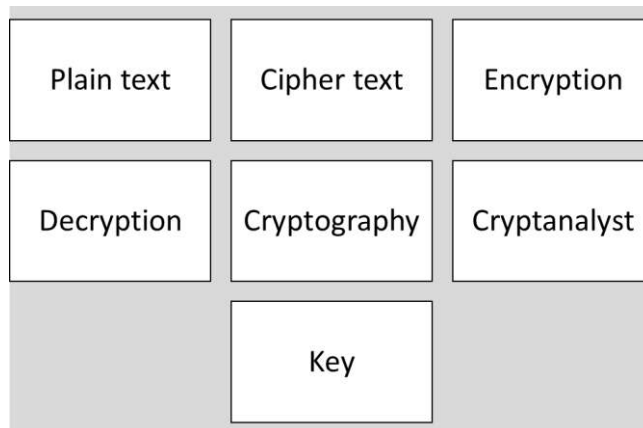 Plain text
Cipher text
Encryption
Decryption
Cryptography
Cryptanalyst
Key